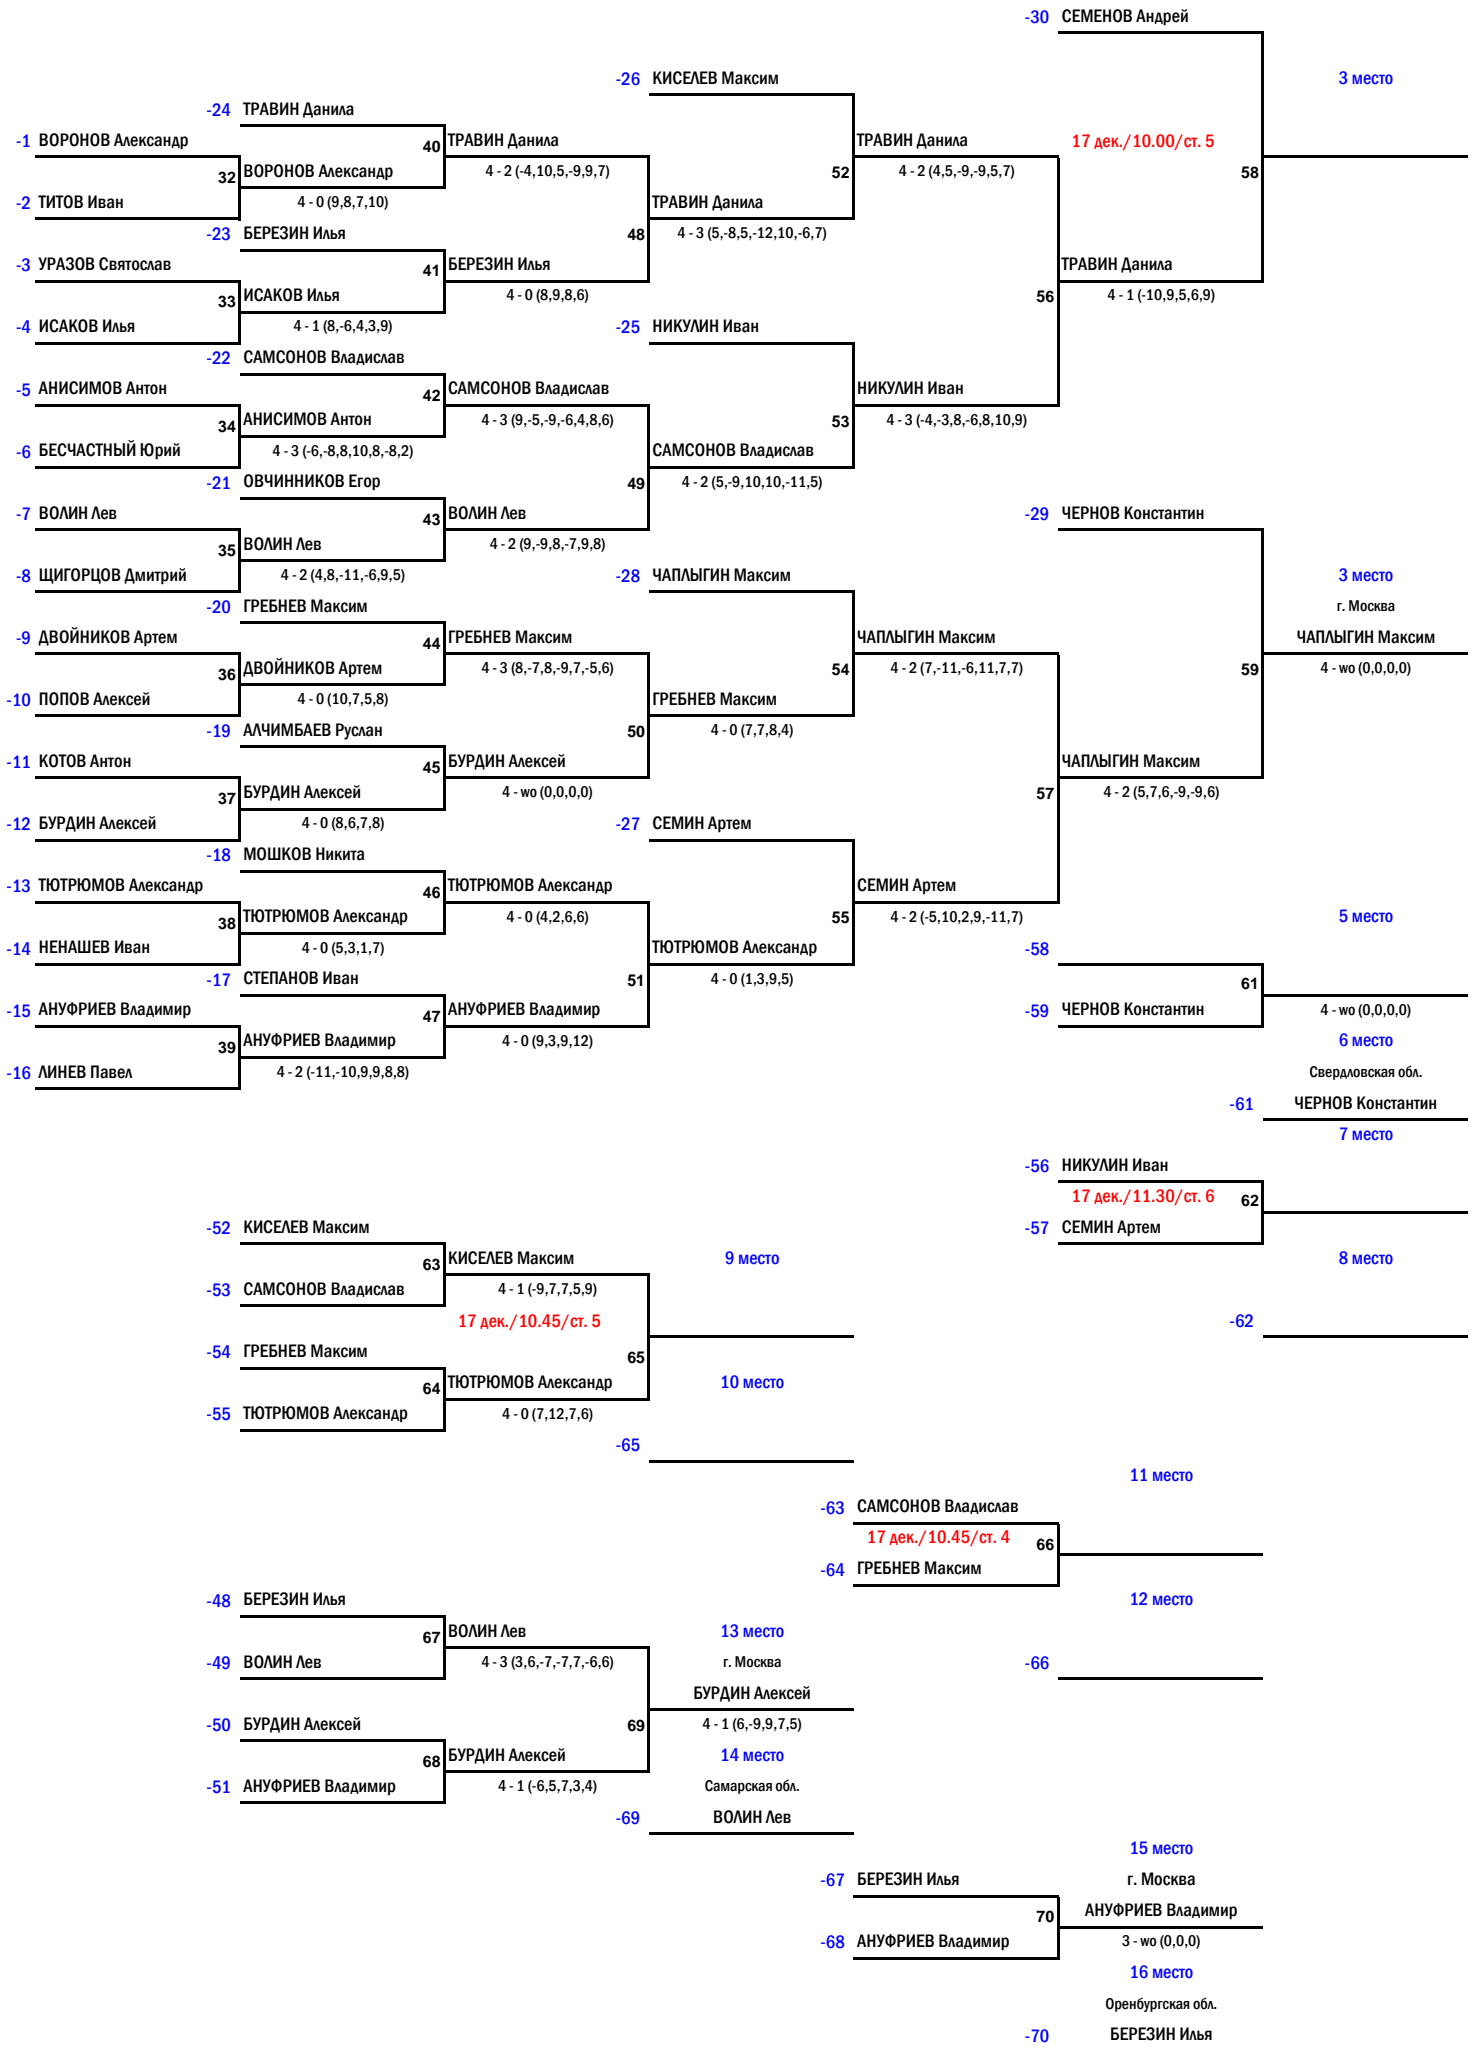 -30 СЕМЕНОВ Андрей
-26 КИСЕЛЕВ Максим 3 место
-24 ТРАВИН Данила
-1 ВОРОНОВ Александр 40 ТРАВИН Данила ТРАВИН Данила 17 дек./10.00/ст. 5
32 ВОРОНОВ Александр 4 - 2 (-4,10,5,-9,9,7) 52 4 - 2 (4,5,-9,-9,5,7) 58
-2 ТИТОВ Иван 4 - 0 (9,8,7,10) ТРАВИН Данила
-23 БЕРЕЗИН Илья 48 4 - 3 (5,-8,5,-12,10,-6,7)
-3 УРАЗОВ Святослав 41 БЕРЕЗИН Илья ТРАВИН Данила
33 ИСАКОВ Илья 4 - 0 (8,9,8,6) 56 4 - 1 (-10,9,5,6,9)
-4 ИСАКОВ Илья 4 - 1 (8,-6,4,3,9) -25 НИКУЛИН Иван
-22 САМСОНОВ Владислав
-5 АНИСИМОВ Антон 42 САМСОНОВ Владислав НИКУЛИН Иван
34 АНИСИМОВ Антон 4 - 3 (9,-5,-9,-6,4,8,6) 53 4 - 3 (-4,-3,8,-6,8,10,9)
-6 БЕСЧАСТНЫЙ Юрий 4 - 3 (-6,-8,8,10,8,-8,2) САМСОНОВ Владислав
-21 ОВЧИННИКОВ Егор 49 4 - 2 (5,-9,10,10,-11,5)
-7 ВОЛИН Лев 43 ВОЛИН Лев -29 ЧЕРНОВ Константин
35 ВОЛИН Лев 4 - 2 (9,-9,8,-7,9,8)
-8 ЩИГОРЦОВ Дмитрий 4 - 2 (4,8,-11,-6,9,5) -28 ЧАПЛЫГИН Максим 3 место
-20 ГРЕБНЕВ Максим г. Москва
-9 ДВОЙНИКОВ Артем 44 ГРЕБНЕВ Максим ЧАПЛЫГИН Максим ЧАПЛЫГИН Максим
36 ДВОЙНИКОВ Артем 4 - 3 (8,-7,8,-9,7,-5,6) 54 4 - 2 (7,-11,-6,11,7,7) 59 4 - wo (0,0,0,0)
-10 ПОПОВ Алексей 4 - 0 (10,7,5,8) ГРЕБНЕВ Максим
-19 АЛЧИМБАЕВ Руслан 50 4 - 0 (7,7,8,4)
-11 КОТОВ Антон 45 БУРДИН Алексей ЧАПЛЫГИН Максим
37 БУРДИН Алексей 4 - wo (0,0,0,0) 57 4 - 2 (5,7,6,-9,-9,6)
-12 БУРДИН Алексей 4 - 0 (8,6,7,8) -27 СЕМИН Артем
-18 МОШКОВ Никита
-13 ТЮТРЮМОВ Александр 46 ТЮТРЮМОВ Александр СЕМИН Артем
38 ТЮТРЮМОВ Александр 4 - 0 (4,2,6,6) 55 4 - 2 (-5,10,2,9,-11,7) 5 место
-14 НЕНАШЕВ Иван 4 - 0 (5,3,1,7) ТЮТРЮМОВ Александр -58
-17 СТЕПАНОВ Иван 51 4 - 0 (1,3,9,5) 61
-15 АНУФРИЕВ Владимир 47 АНУФРИЕВ Владимир -59 ЧЕРНОВ Константин 4 - wo (0,0,0,0)
39 АНУФРИЕВ Владимир 4 - 0 (9,3,9,12) 6 место
-16 ЛИНЕВ Павел 4 - 2 (-11,-10,9,9,8,8) Свердловская обл.
-61 ЧЕРНОВ Константин
7 место
-56 НИКУЛИН Иван
17 дек./11.30/ст. 6 62
-52 КИСЕЛЕВ Максим -57 СЕМИН Артем
63 КИСЕЛЕВ Максим 9 место 8 место
-53 САМСОНОВ Владислав 4 - 1 (-9,7,7,5,9)
17 дек./10.45/ст. 5 -62
-54 ГРЕБНЕВ Максим 65
64 ТЮТРЮМОВ Александр 10 место
-55 ТЮТРЮМОВ Александр 4 - 0 (7,12,7,6)
-65
11 место
-63 САМСОНОВ Владислав
17 дек./10.45/ст. 4 66
-64 ГРЕБНЕВ Максим
-48 БЕРЕЗИН Илья 12 место
67 ВОЛИН Лев 13 место
-49 ВОЛИН Лев 4 - 3 (3,6,-7,-7,7,-6,6) г. Москва -66
БУРДИН Алексей
-50 БУРДИН Алексей 69 4 - 1 (6,-9,9,7,5)
68 БУРДИН Алексей 14 место
-51 АНУФРИЕВ Владимир 4 - 1 (-6,5,7,3,4) Самарская обл.
-69 ВОЛИН Лев
15 место
-67 БЕРЕЗИН Илья г. Москва
70 АНУФРИЕВ Владимир
-68 АНУФРИЕВ Владимир 3 - wo (0,0,0)
16 место
Оренбургская обл.
-70 БЕРЕЗИН Илья